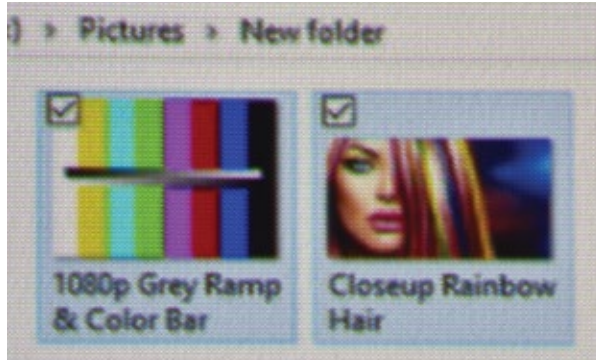 ) > Pictures > New folder
1080p Grey Ramp
& Color Bar
Closeup Rainbow
Hair